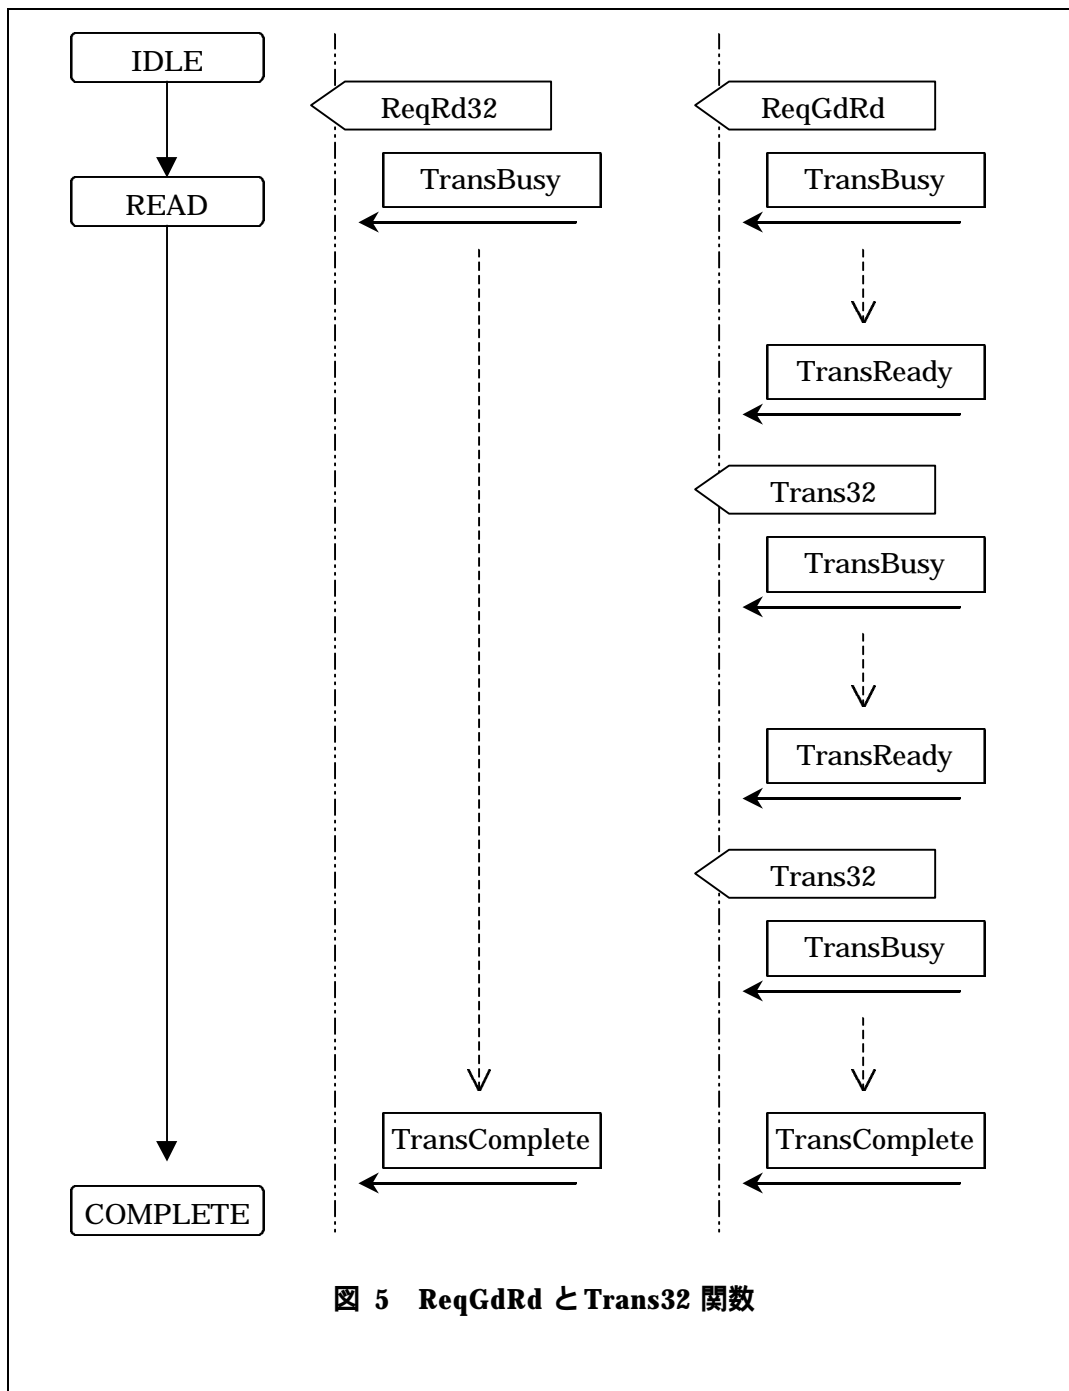 IDLE
ReqRd32
ReqGdRd
TransBusy
TransBusy
READ
TransReady
Trans32
TransBusy
TransReady
Trans32
TransBusy
TransComplete
TransComplete
COMPLETE
図 5 ReqGdRd と Trans32 関数